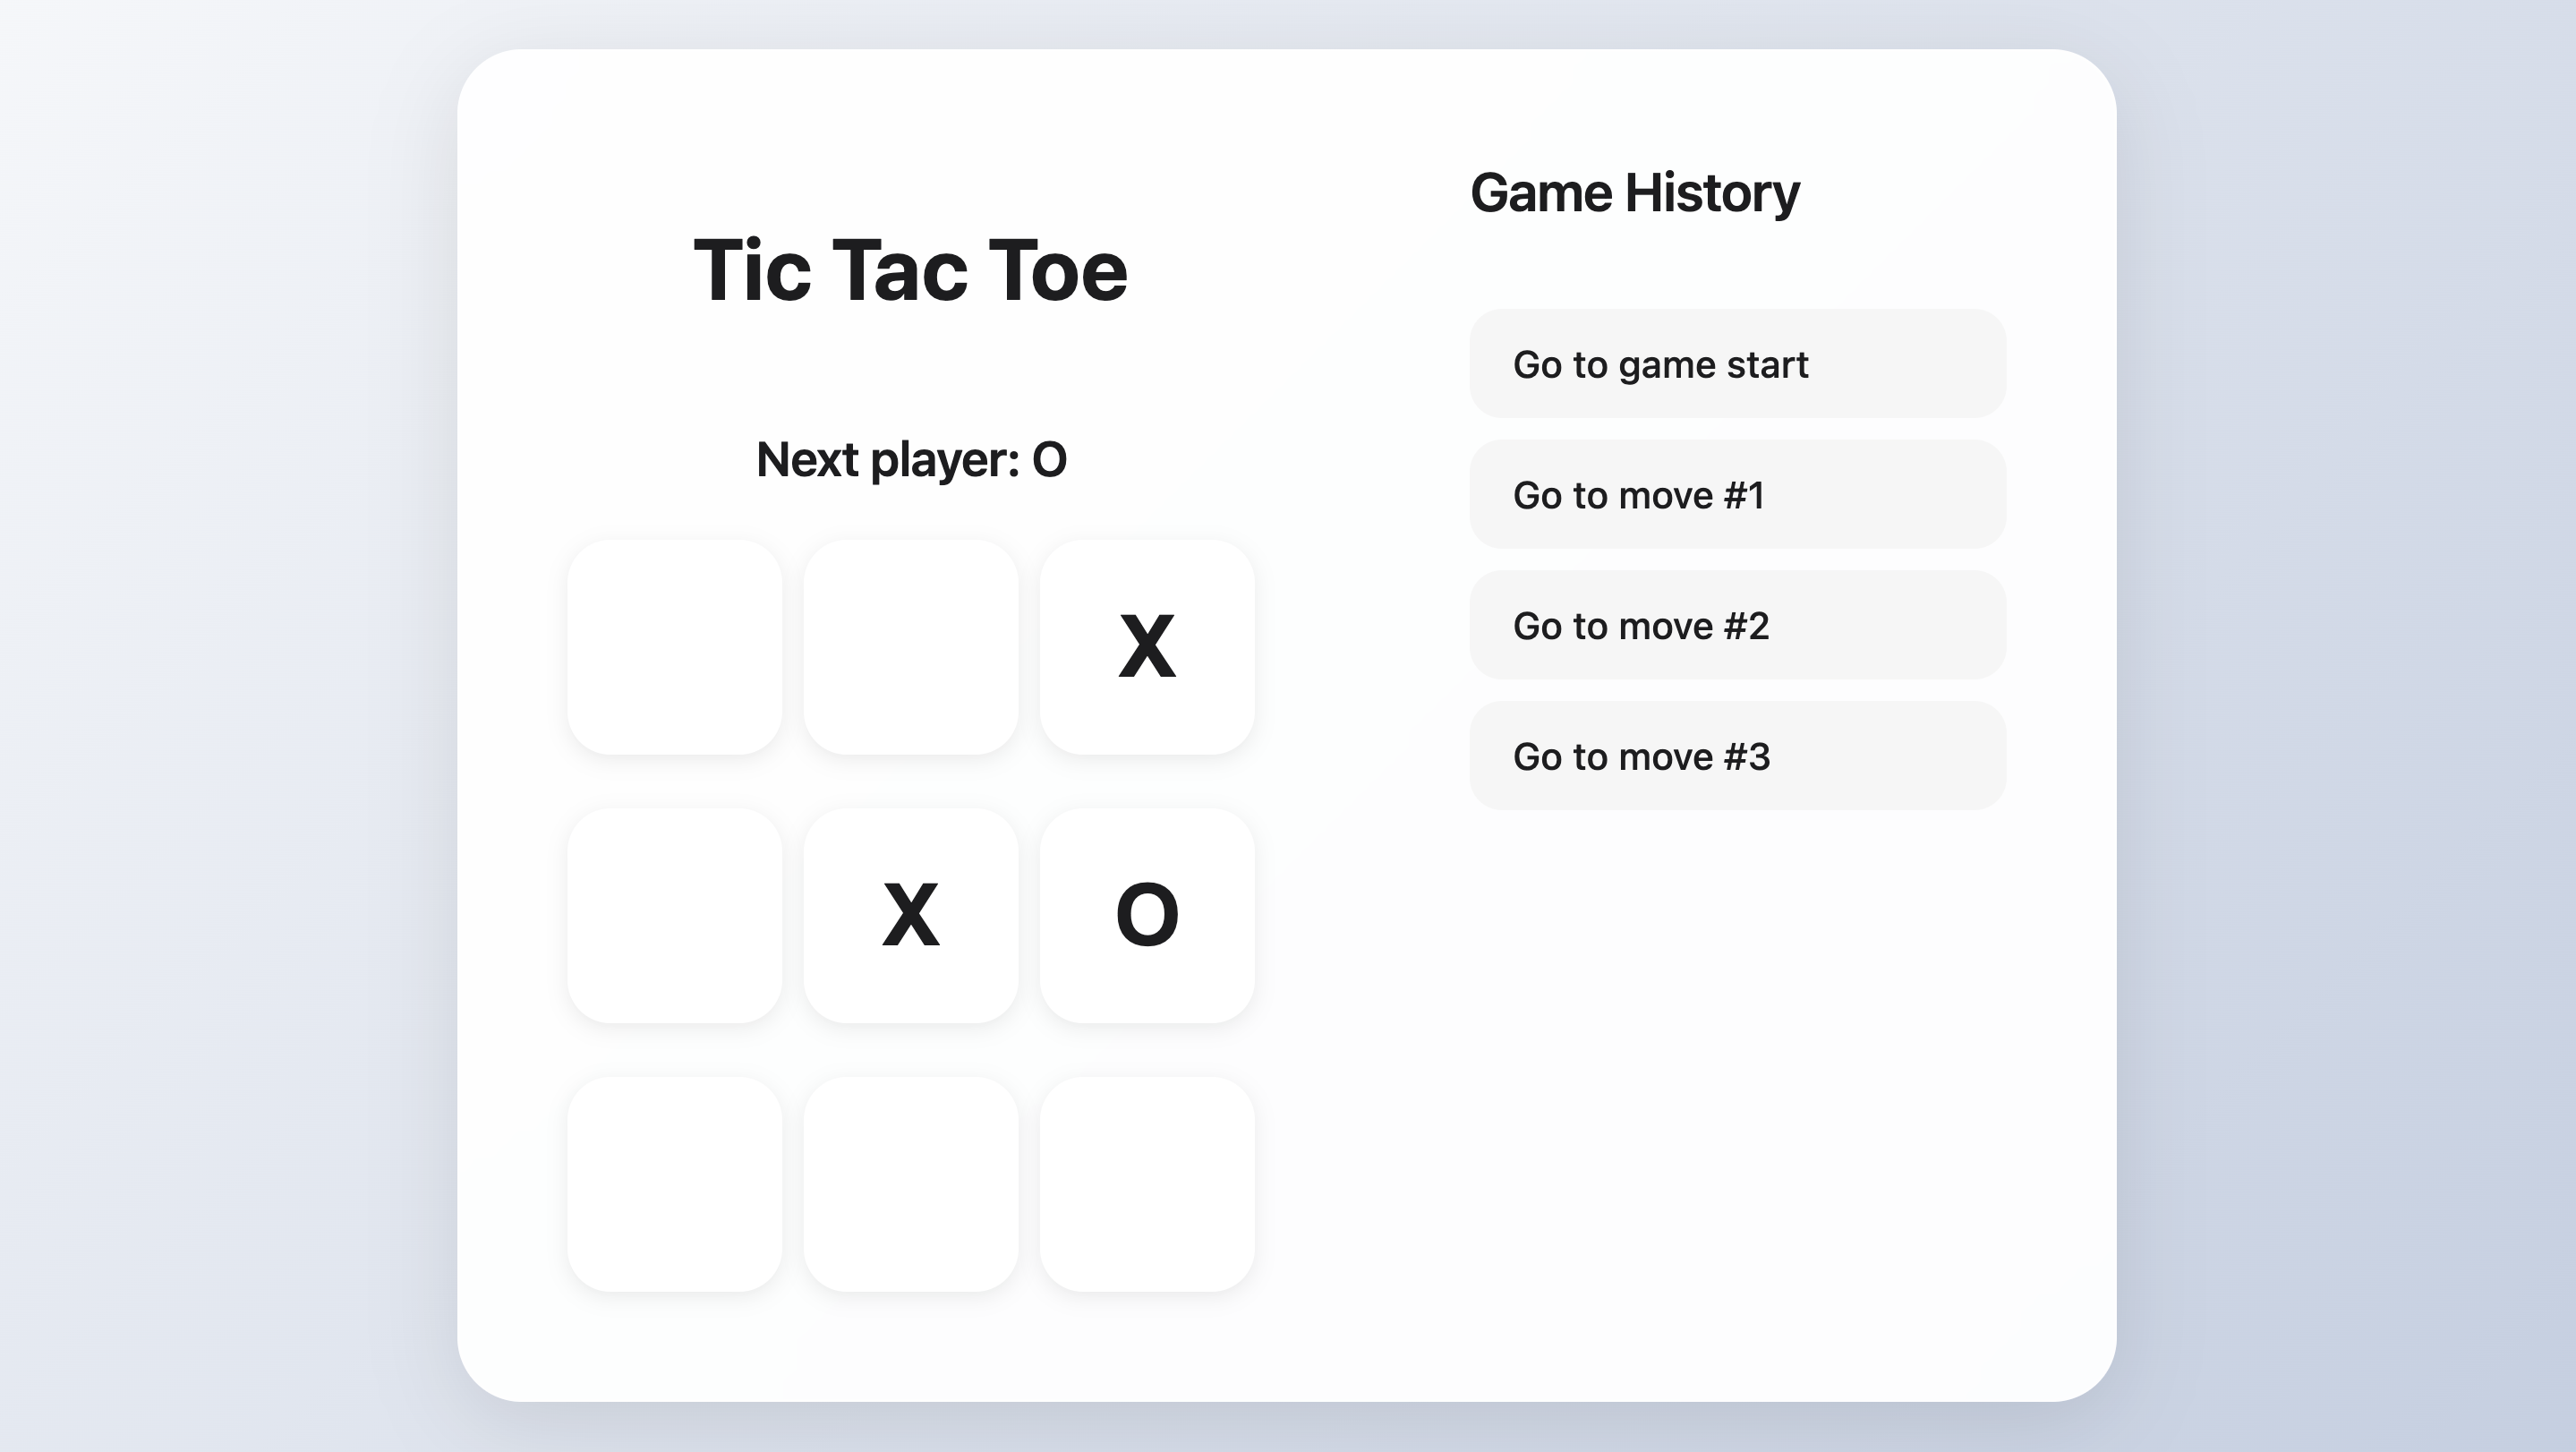 Tic Tac Toe
Next player: O
X
X O
Game History
Go to game start
Go to move #1
Go to move #2
Go to move #3